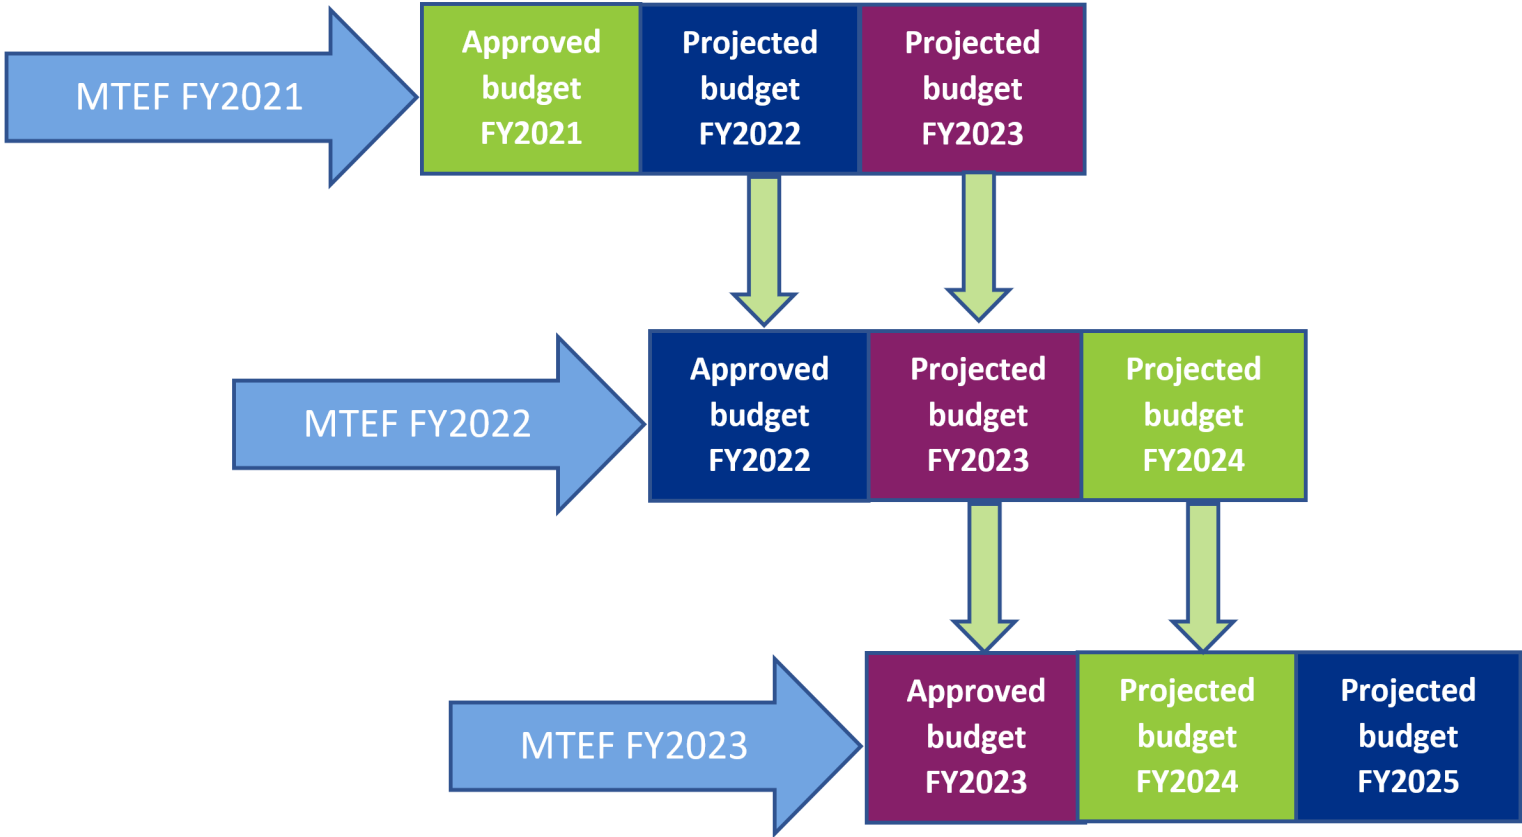 MTEF FY2021
Approved
budget
FY2021
Projected
budget
FY2022
Projected
budget
FY2023
MTEF FY2022
Approved
budget
FY2022
Projected
budget
FY2023
Projected
budget
FY2024
MTEF FY2023
Approved
budget
FY2023
Projected
budget
FY2024
Projected
budget
FY2025